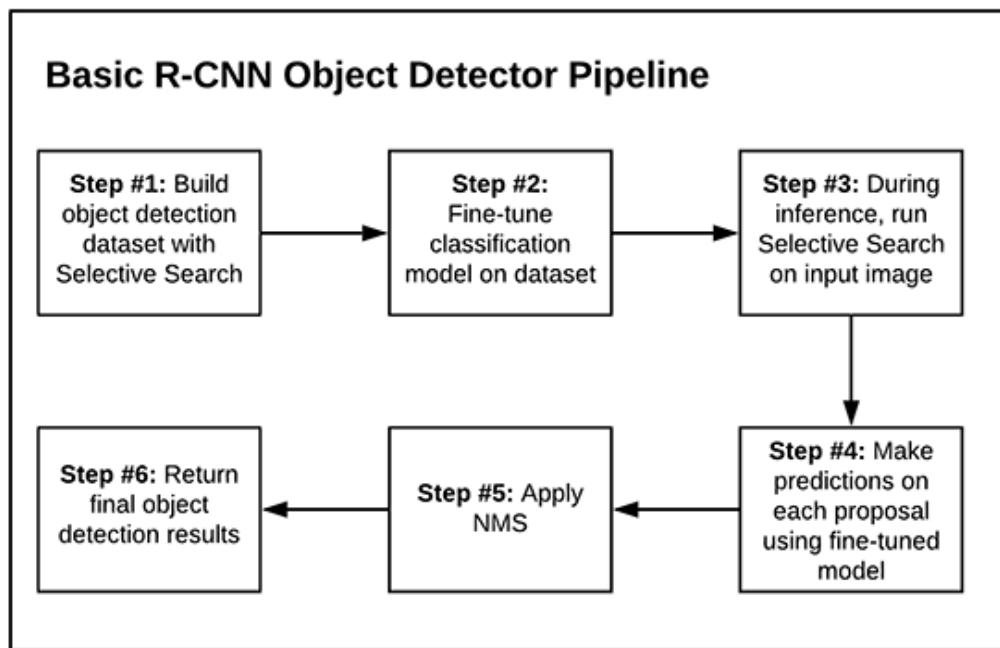 Basic R-CNN Object Detector Pipeline
Step #1: Build
object detection
dataset with
Selective Search
Step #2:
Fine-tune
classification
model on dataset
Step #3: During
inference, run
Selective Search
on input image
Step #4: Make
predictions on
each proposal
using fine-tuned
model
Step #5: Apply
NMS
Step #6: Return
final object
detection results